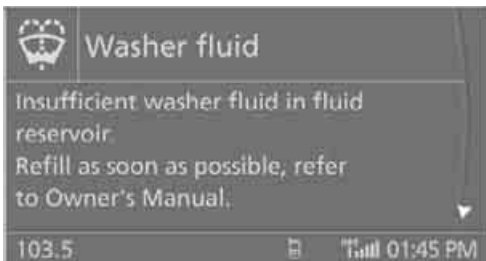 Washer fluid
Insufficient washer fluid in fluid
reservoir.
Refill as soon as possible, refer
to Owner's Manual.
103.5 01:45 PM